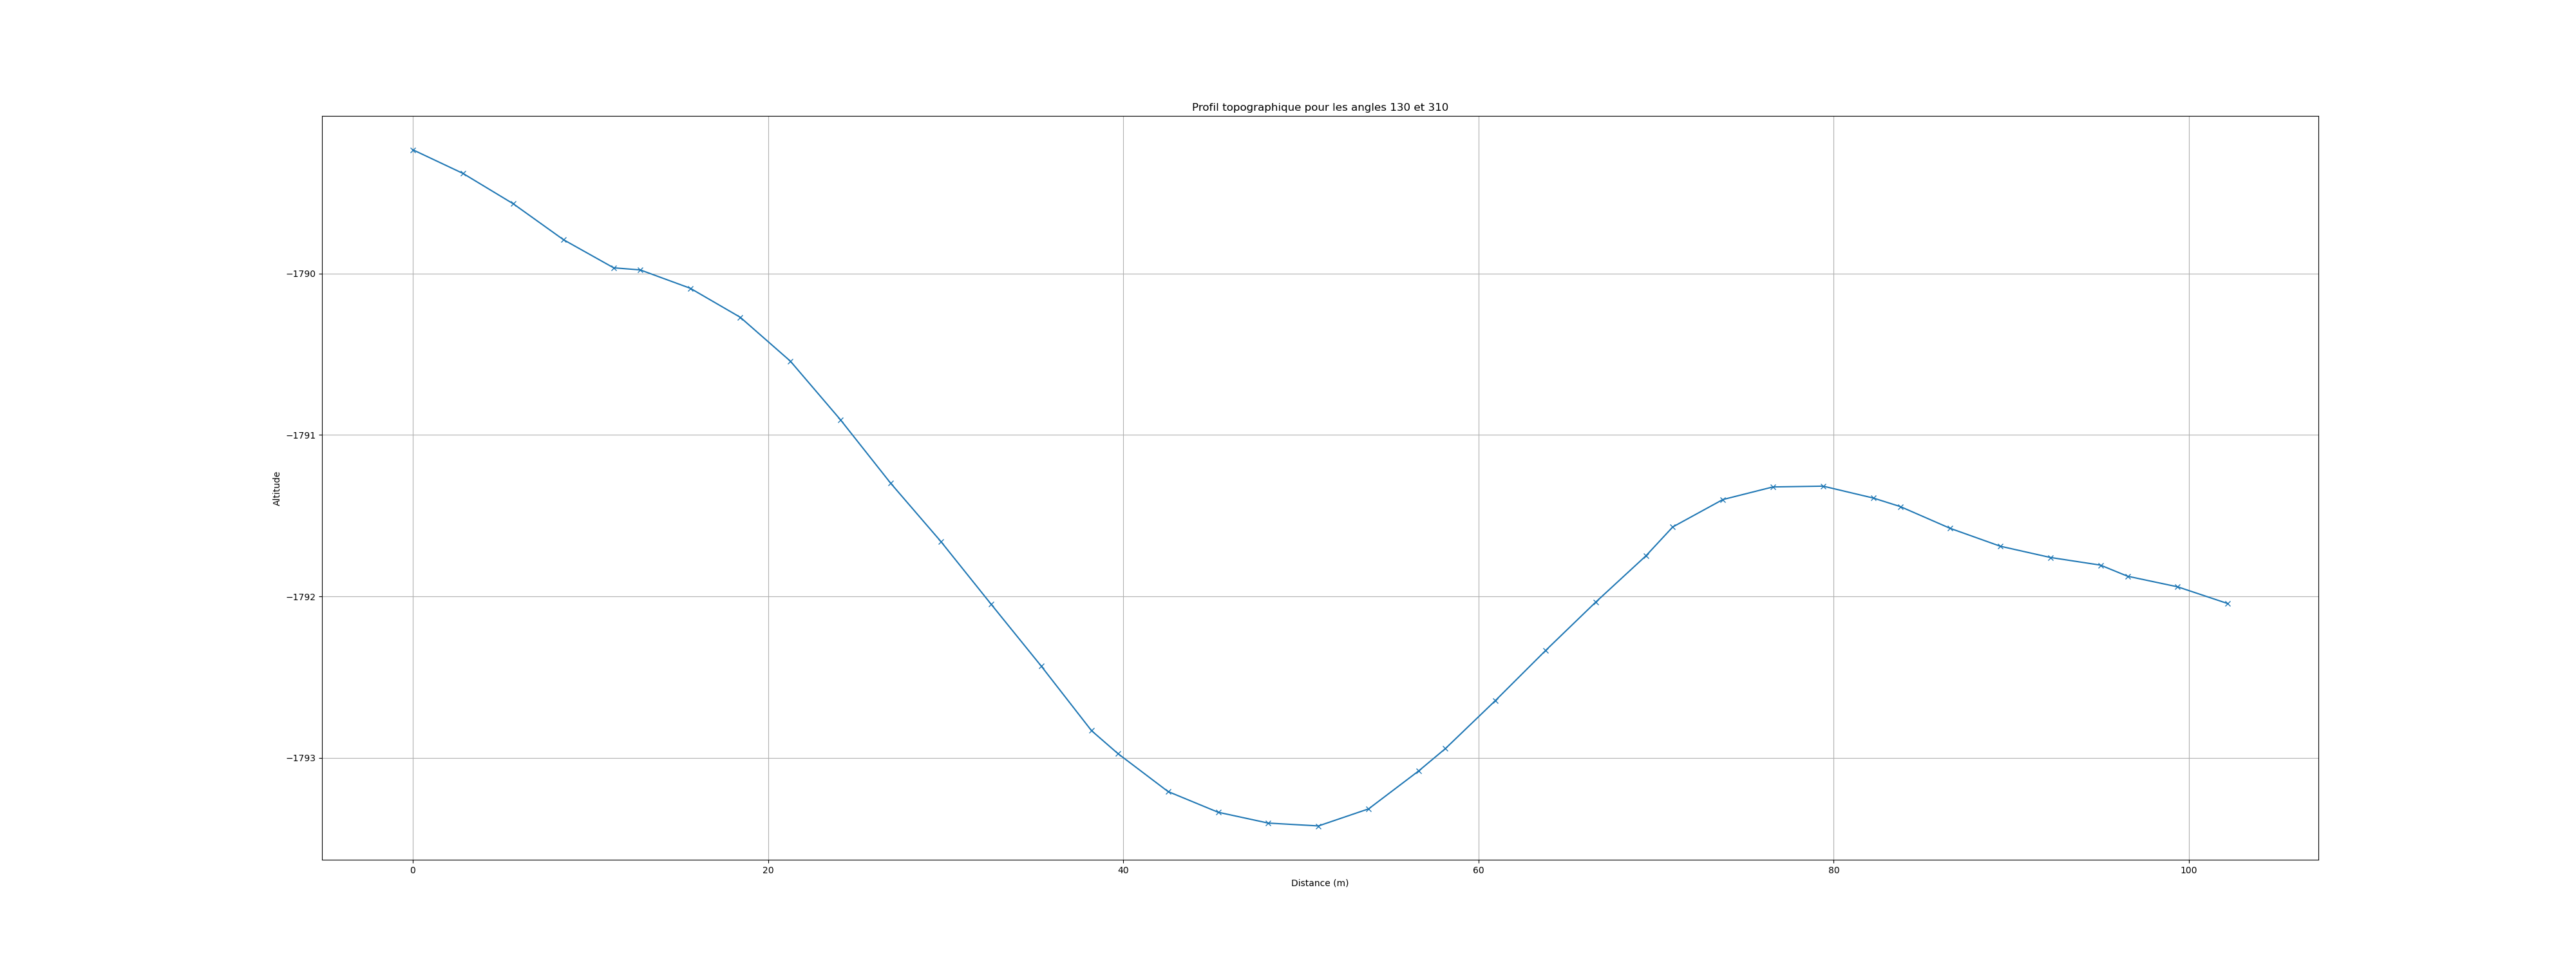 Profil topographique pour les angles 130 et 310
−1790
−1791
−1792
−1793
Altitude
0 20 40 60 80 100
Distance (m)